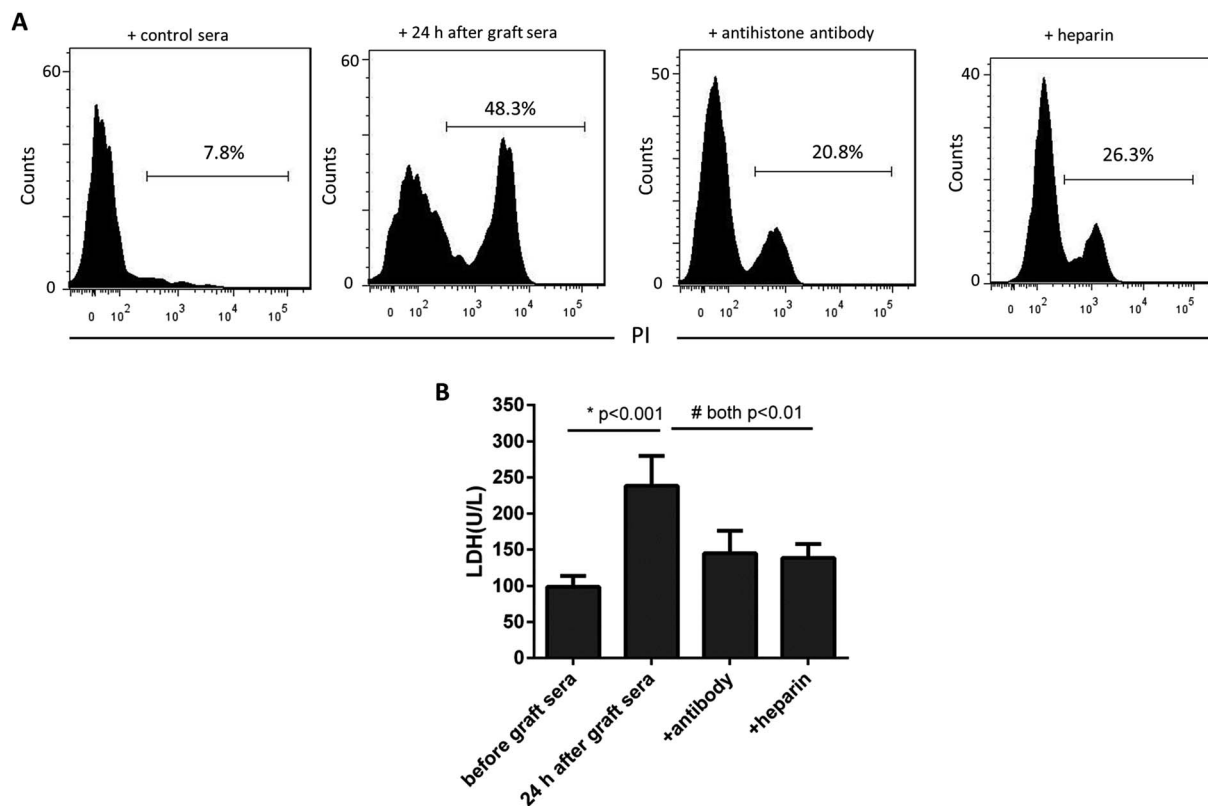 A
+ control sera
+ 24 h after graft sera
+ antihistone antibody
+ heparin
60
7.8%
Counts
0
0 10² 10³ 10⁴ 10⁵
60
48.3%
Counts
0
0 10² 10³ 10⁴ 10⁵
50
20.8%
Counts
0
0 10² 10³ 10⁴ 10⁵
40
26.3%
Counts
0
0 10² 10³ 10⁴ 10⁵
PI
B
* p<0.001
# both p<0.01
LDH(U/L)
350
300
250
200
150
100
50
0
before graft sera
24 h after graft sera
+antibody
+heparin